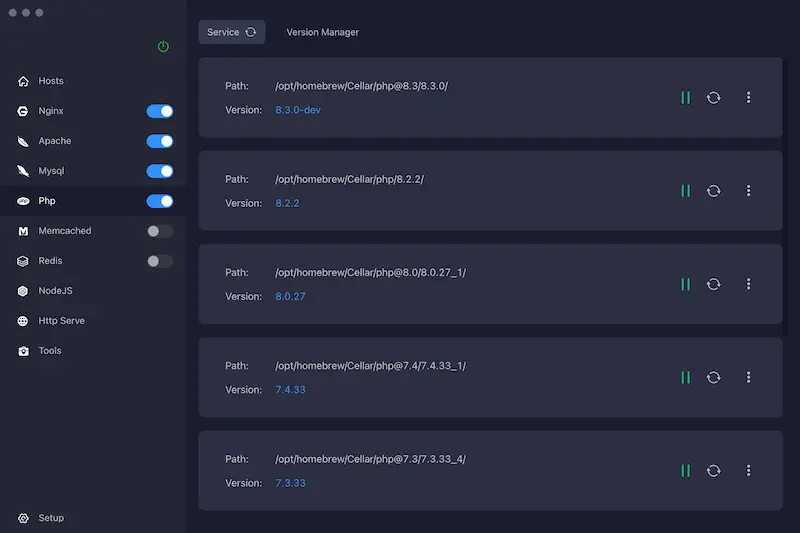 Service
Version Manager
Hosts
Nginx
Apache
Mysql
php
Php
M
Memcached
Redis
NodeJS
Http Serve
Tools
Setup
Path: /opt/homebrew/Cellar/php@8.3/8.3.0/
Version: 8.3.0-dev
Path: /opt/homebrew/Cellar/php/8.2.2/
Version: 8.2.2
Path: /opt/homebrew/Cellar/php@8.0/8.0.27_1/
Version: 8.0.27
Path: /opt/homebrew/Cellar/php@7.4/7.4.33_1/
Version: 7.4.33
Path: /opt/homebrew/Cellar/php@7.3/7.3.33_4/
Version: 7.3.33